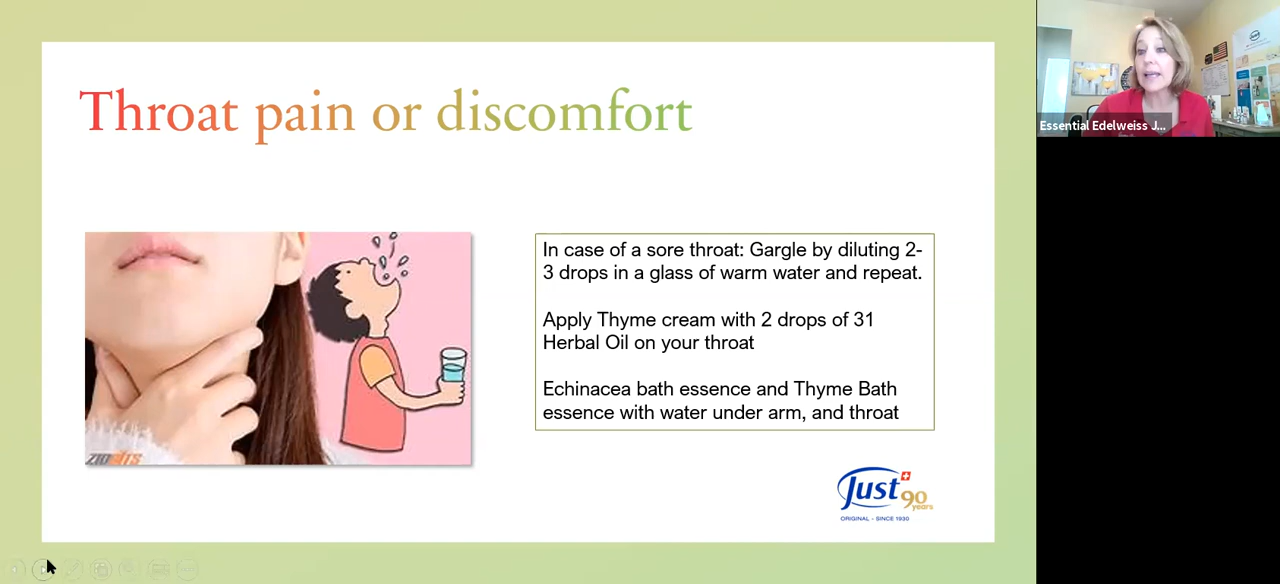 Throat pain or discomfort
In case of a sore throat: Gargle by diluting 2-
3 drops in a glass of warm water and repeat.
Apply Thyme cream with 2 drops of 31
Herbal Oil on your throat
Echinacea bath essence and Thyme Bath
essence with water under arm, and throat
Just
90
years
ORIGINAL - SINCE 1930
Essential Edelweiss J...